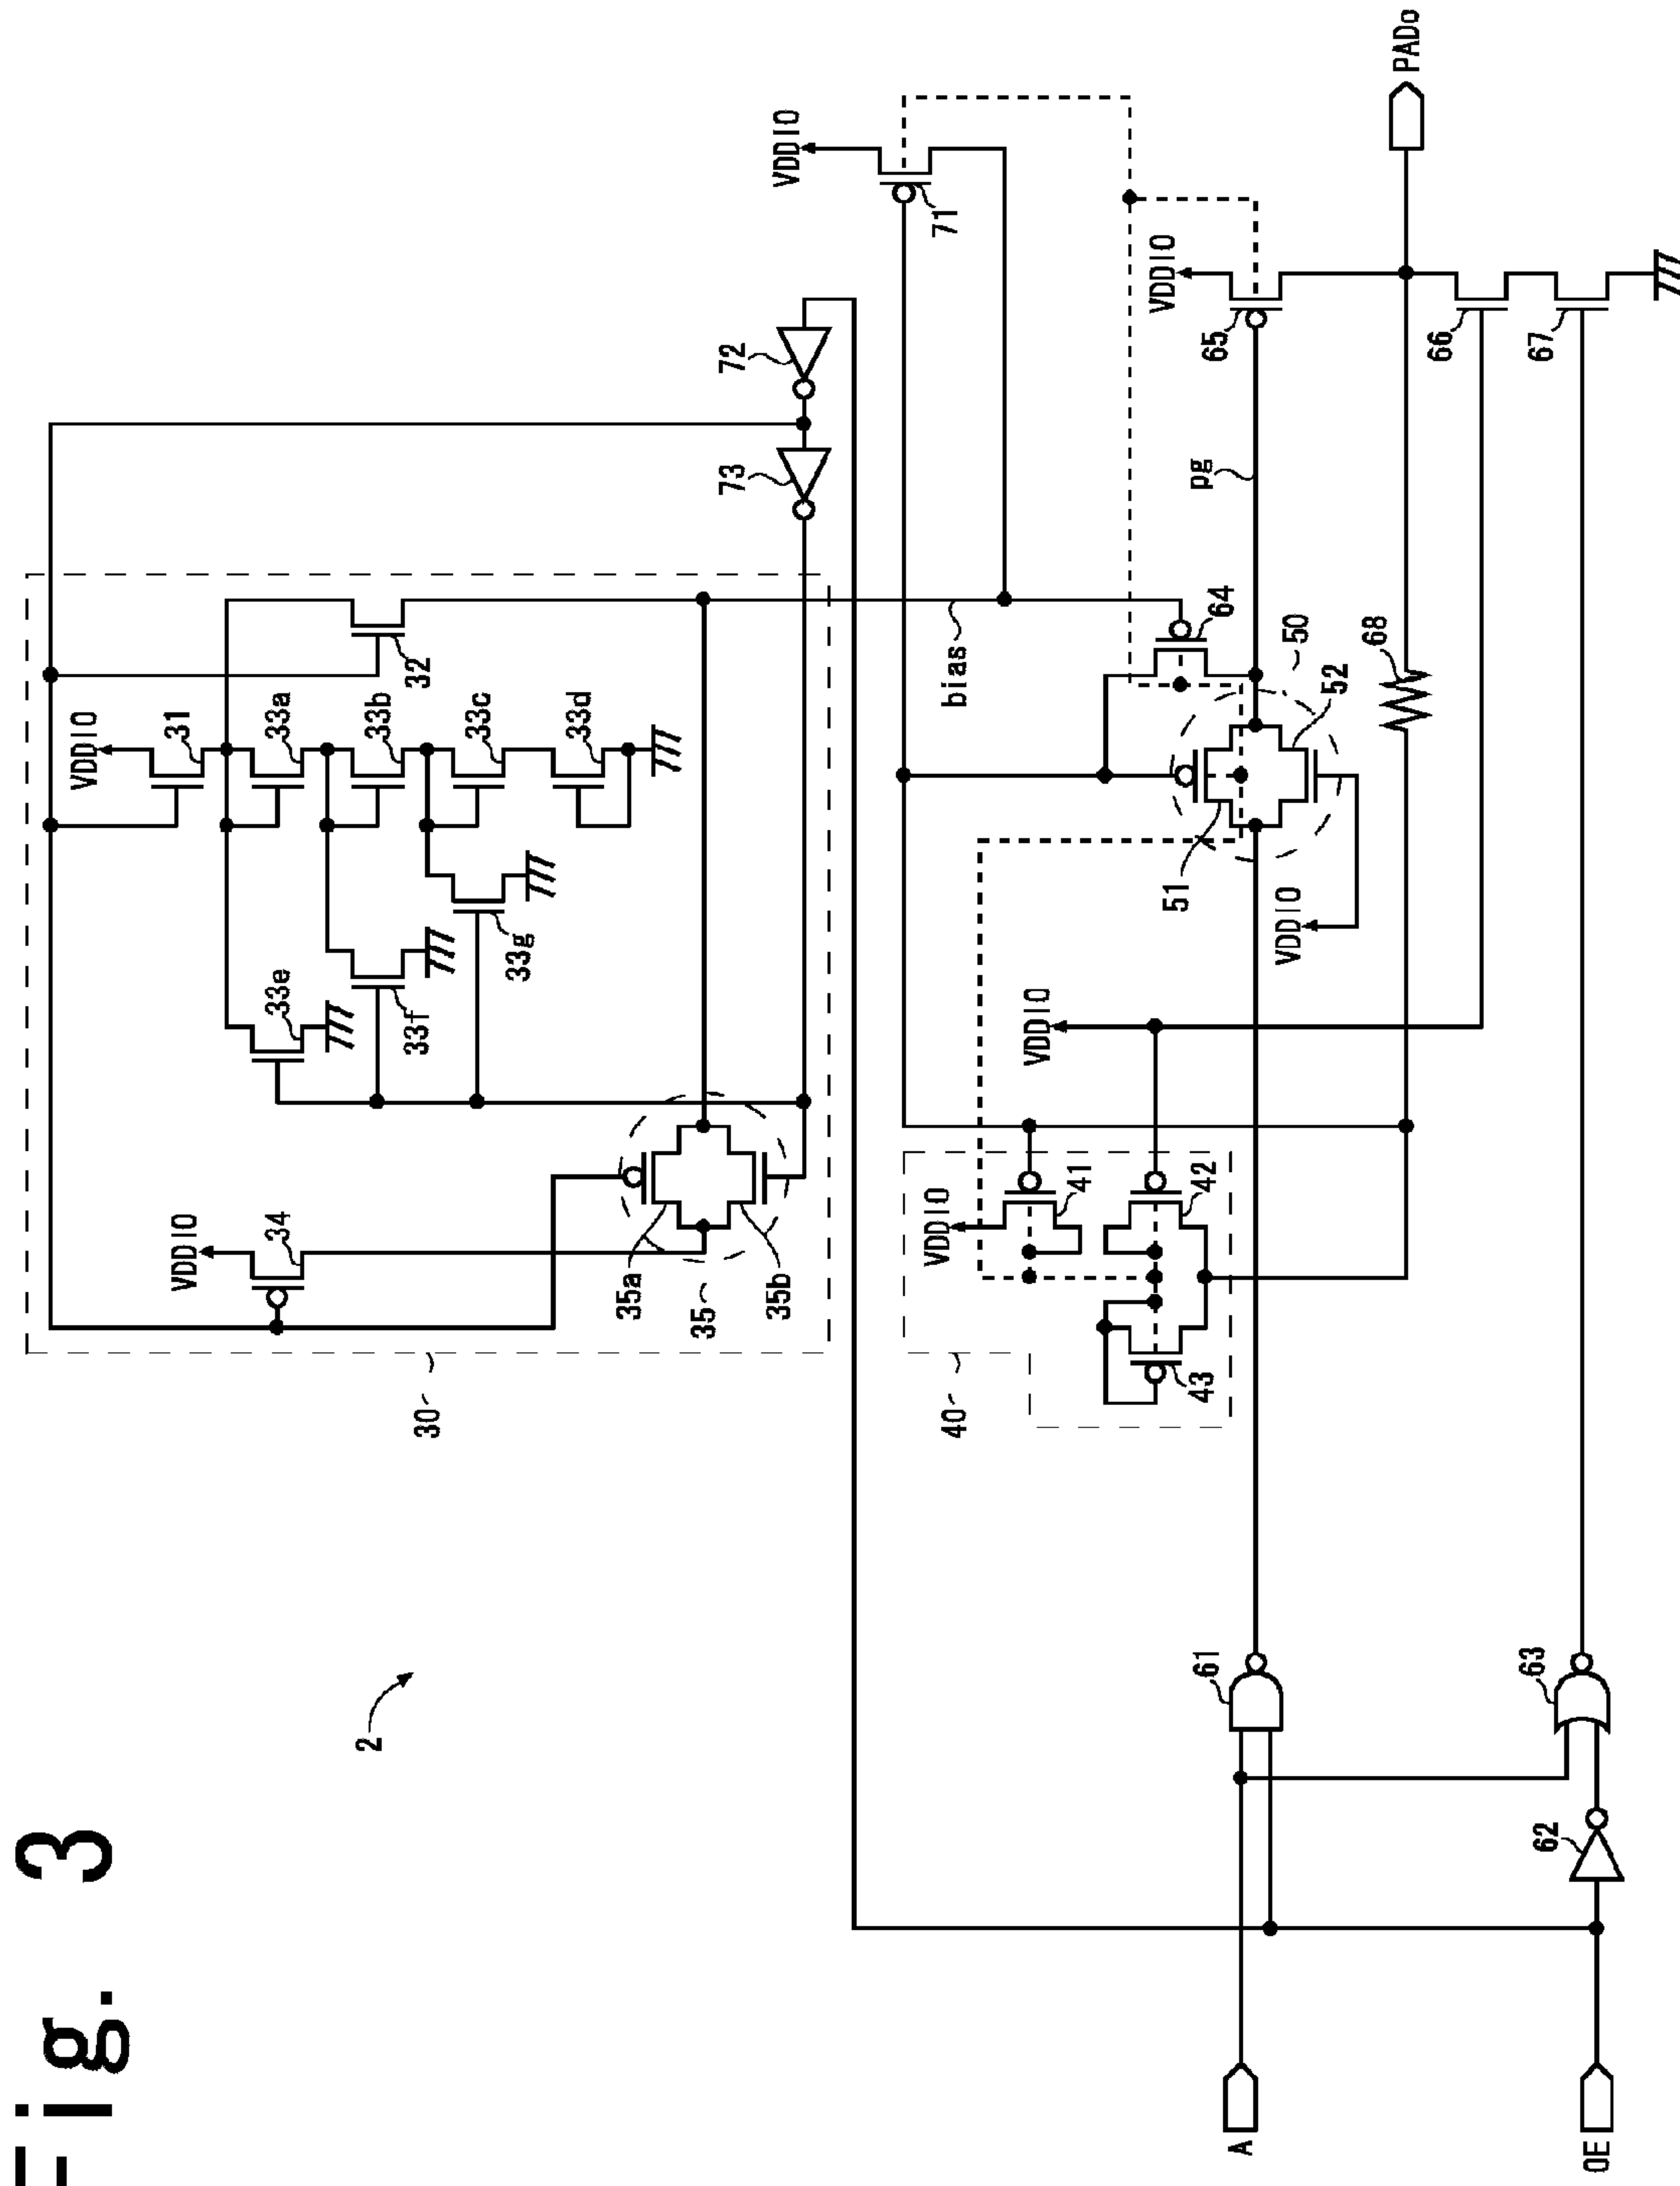 Fig. 3
2
30
VDDIO
34
35a
35
35b
33e
33f
33g
VDDIO
31
33a
33b
33c
33d
32
73
72
VDDIO
71
bias
40
VDDIO
41
42
43
VDDIO
VDDIO
51
50
52
64
68
pg
VDDIO
65
66
67
PADo
A
OE
61
62
63